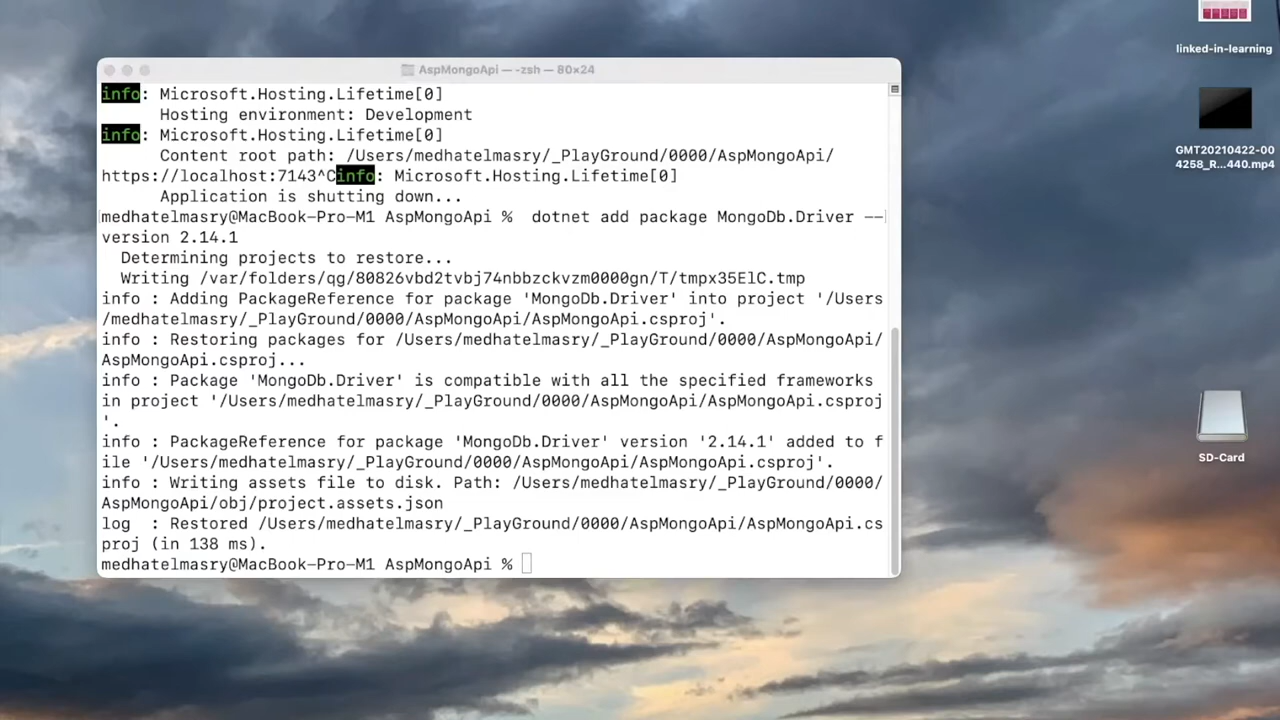 AspMongoApi — -zsh — 80×24
info: Microsoft.Hosting.Lifetime[0]
Hosting environment: Development
info: Microsoft.Hosting.Lifetime[0]
Content root path: /Users/medhatelmasry/_PlayGround/0000/AspMongoApi/
https://localhost:7143^Cinfo: Microsoft.Hosting.Lifetime[0]
Application is shutting down...
medhatelmasry@MacBook-Pro-M1 AspMongoApi %  dotnet add package MongoDb.Driver --
version 2.14.1
Determining projects to restore...
Writing /var/folders/qg/80826vbd2tvbj74nbbzckvzm0000gn/T/tmpx35ElC.tmp
info : Adding PackageReference for package 'MongoDb.Driver' into project '/Users
/medhatelmasry/_PlayGround/0000/AspMongoApi/AspMongoApi.csproj'.
info : Restoring packages for /Users/medhatelmasry/_PlayGround/0000/AspMongoApi/
AspMongoApi.csproj...
info : Package 'MongoDb.Driver' is compatible with all the specified frameworks
in project '/Users/medhatelmasry/_PlayGround/0000/AspMongoApi/AspMongoApi.csproj
'.
info : PackageReference for package 'MongoDb.Driver' version '2.14.1' added to f
ile '/Users/medhatelmasry/_PlayGround/0000/AspMongoApi/AspMongoApi.csproj'.
info : Writing assets file to disk. Path: /Users/medhatelmasry/_PlayGround/0000/
AspMongoApi/obj/project.assets.json
log  : Restored /Users/medhatelmasry/_PlayGround/0000/AspMongoApi/AspMongoApi.cs
proj (in 138 ms).
medhatelmasry@MacBook-Pro-M1 AspMongoApi %
linked-in-learning
GMT20210422-00
4258_R...440.mp4
SD-Card